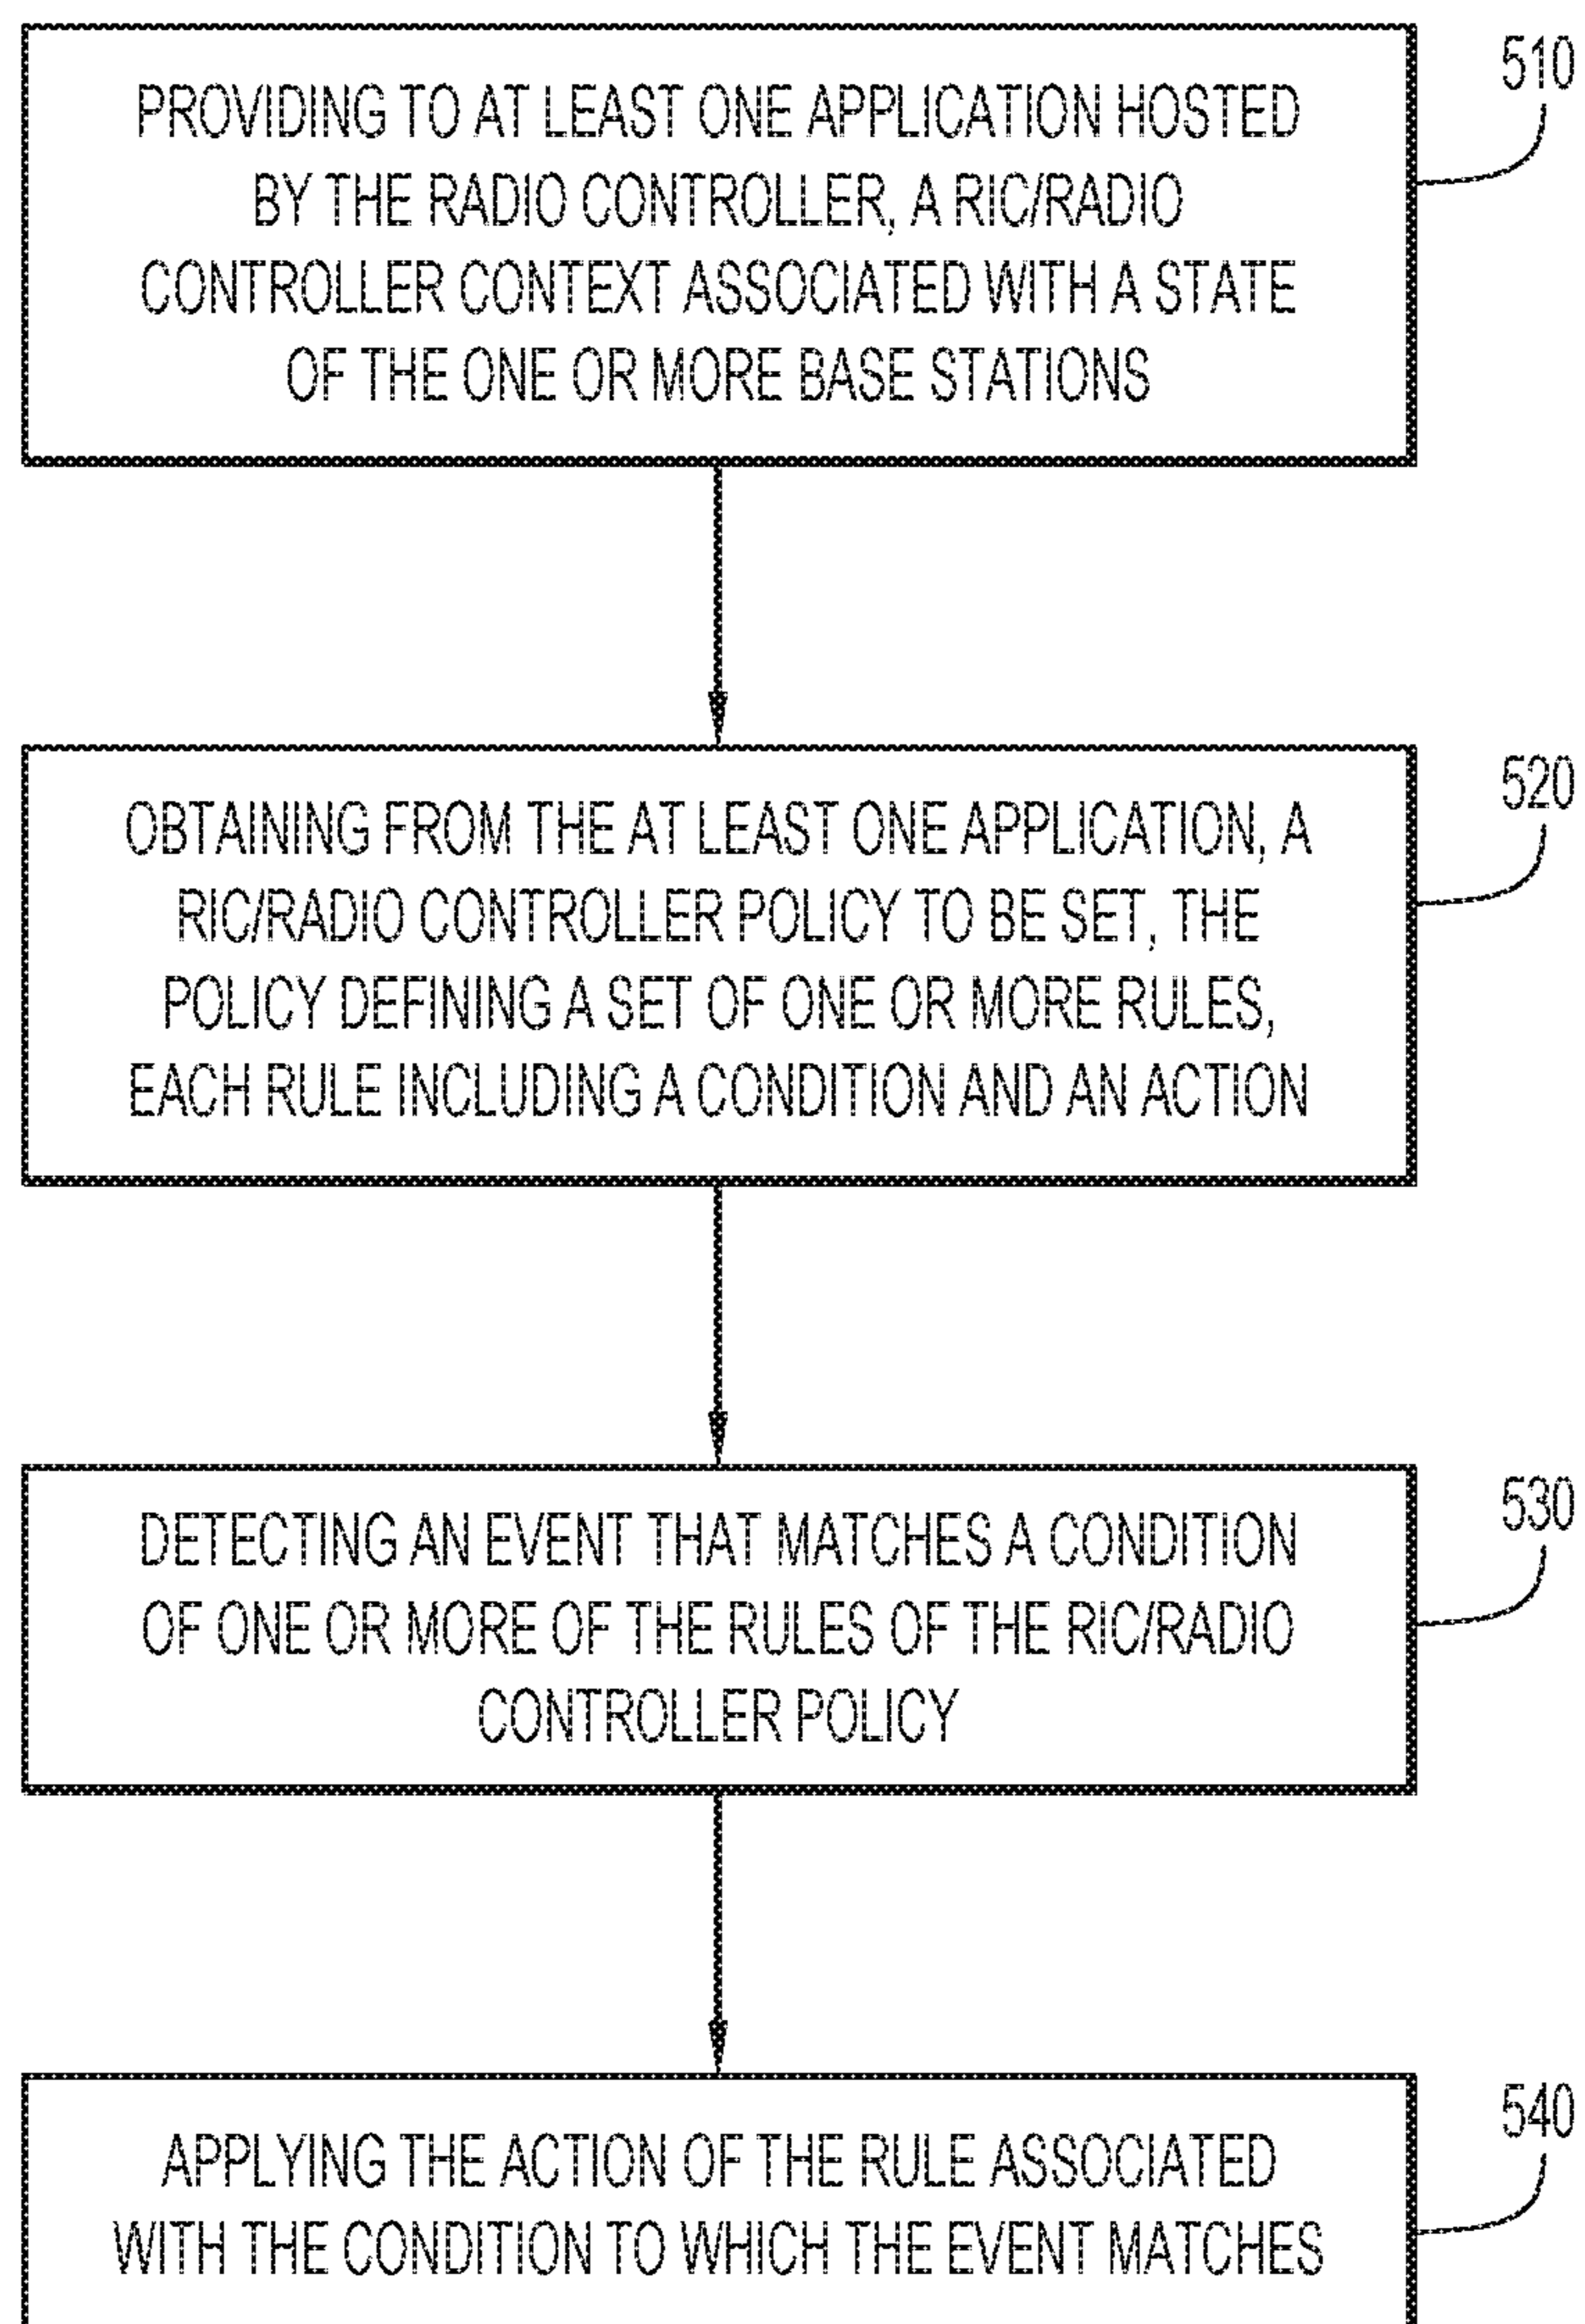 PROVIDING TO AT LEAST ONE APPLICATION HOSTED
BY THE RADIO CONTROLLER, A RIC/RADIO
CONTROLLER CONTEXT ASSOCIATED WITH A STATE
OF THE ONE OR MORE BASE STATIONS
510
OBTAINING FROM THE AT LEAST ONE APPLICATION, A
RIC/RADIO CONTROLLER POLICY TO BE SET, THE
POLICY DEFINING A SET OF ONE OR MORE RULES,
EACH RULE INCLUDING A CONDITION AND AN ACTION
520
DETECTING AN EVENT THAT MATCHES A CONDITION
OF ONE OR MORE OF THE RULES OF THE RIC/RADIO
CONTROLLER POLICY
530
APPLYING THE ACTION OF THE RULE ASSOCIATED
WITH THE CONDITION TO WHICH THE EVENT MATCHES
540